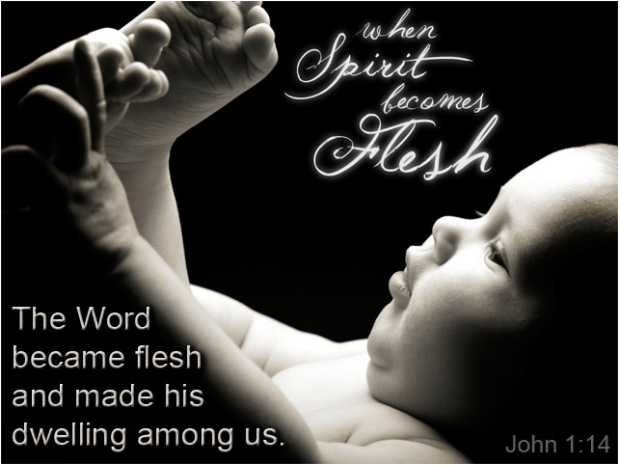 when
Spirit
becomes
Flesh
The Word
became flesh
and made his
dwelling among us.
John 1:14